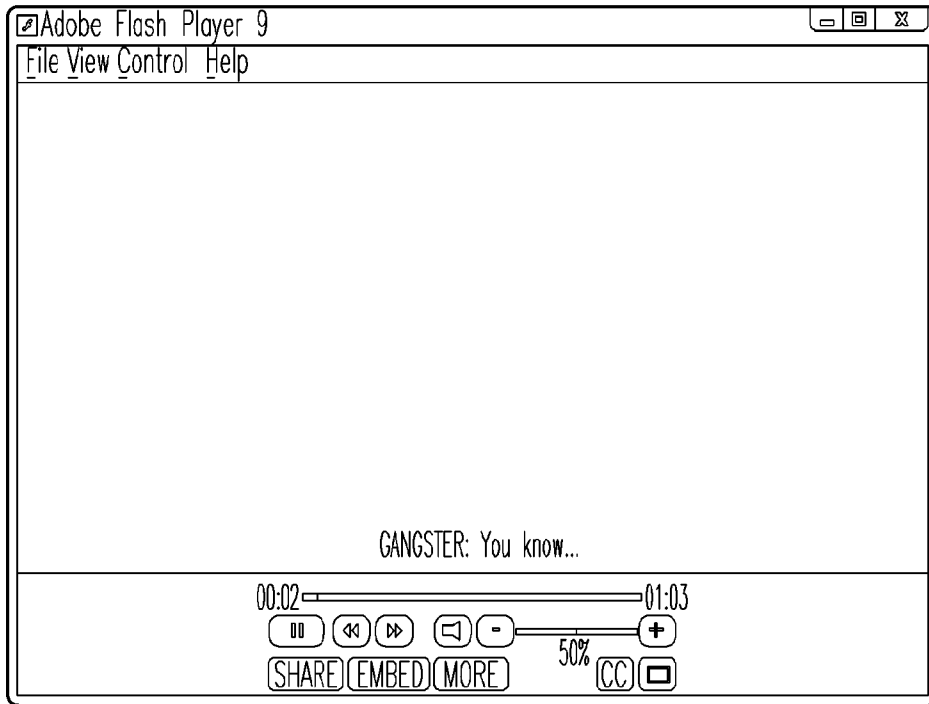 Adobe Flash Player 9
File View Control Help
GANGSTER: You know...
00:02 01:03
- +
50%
SHARE EMBED MORE CC